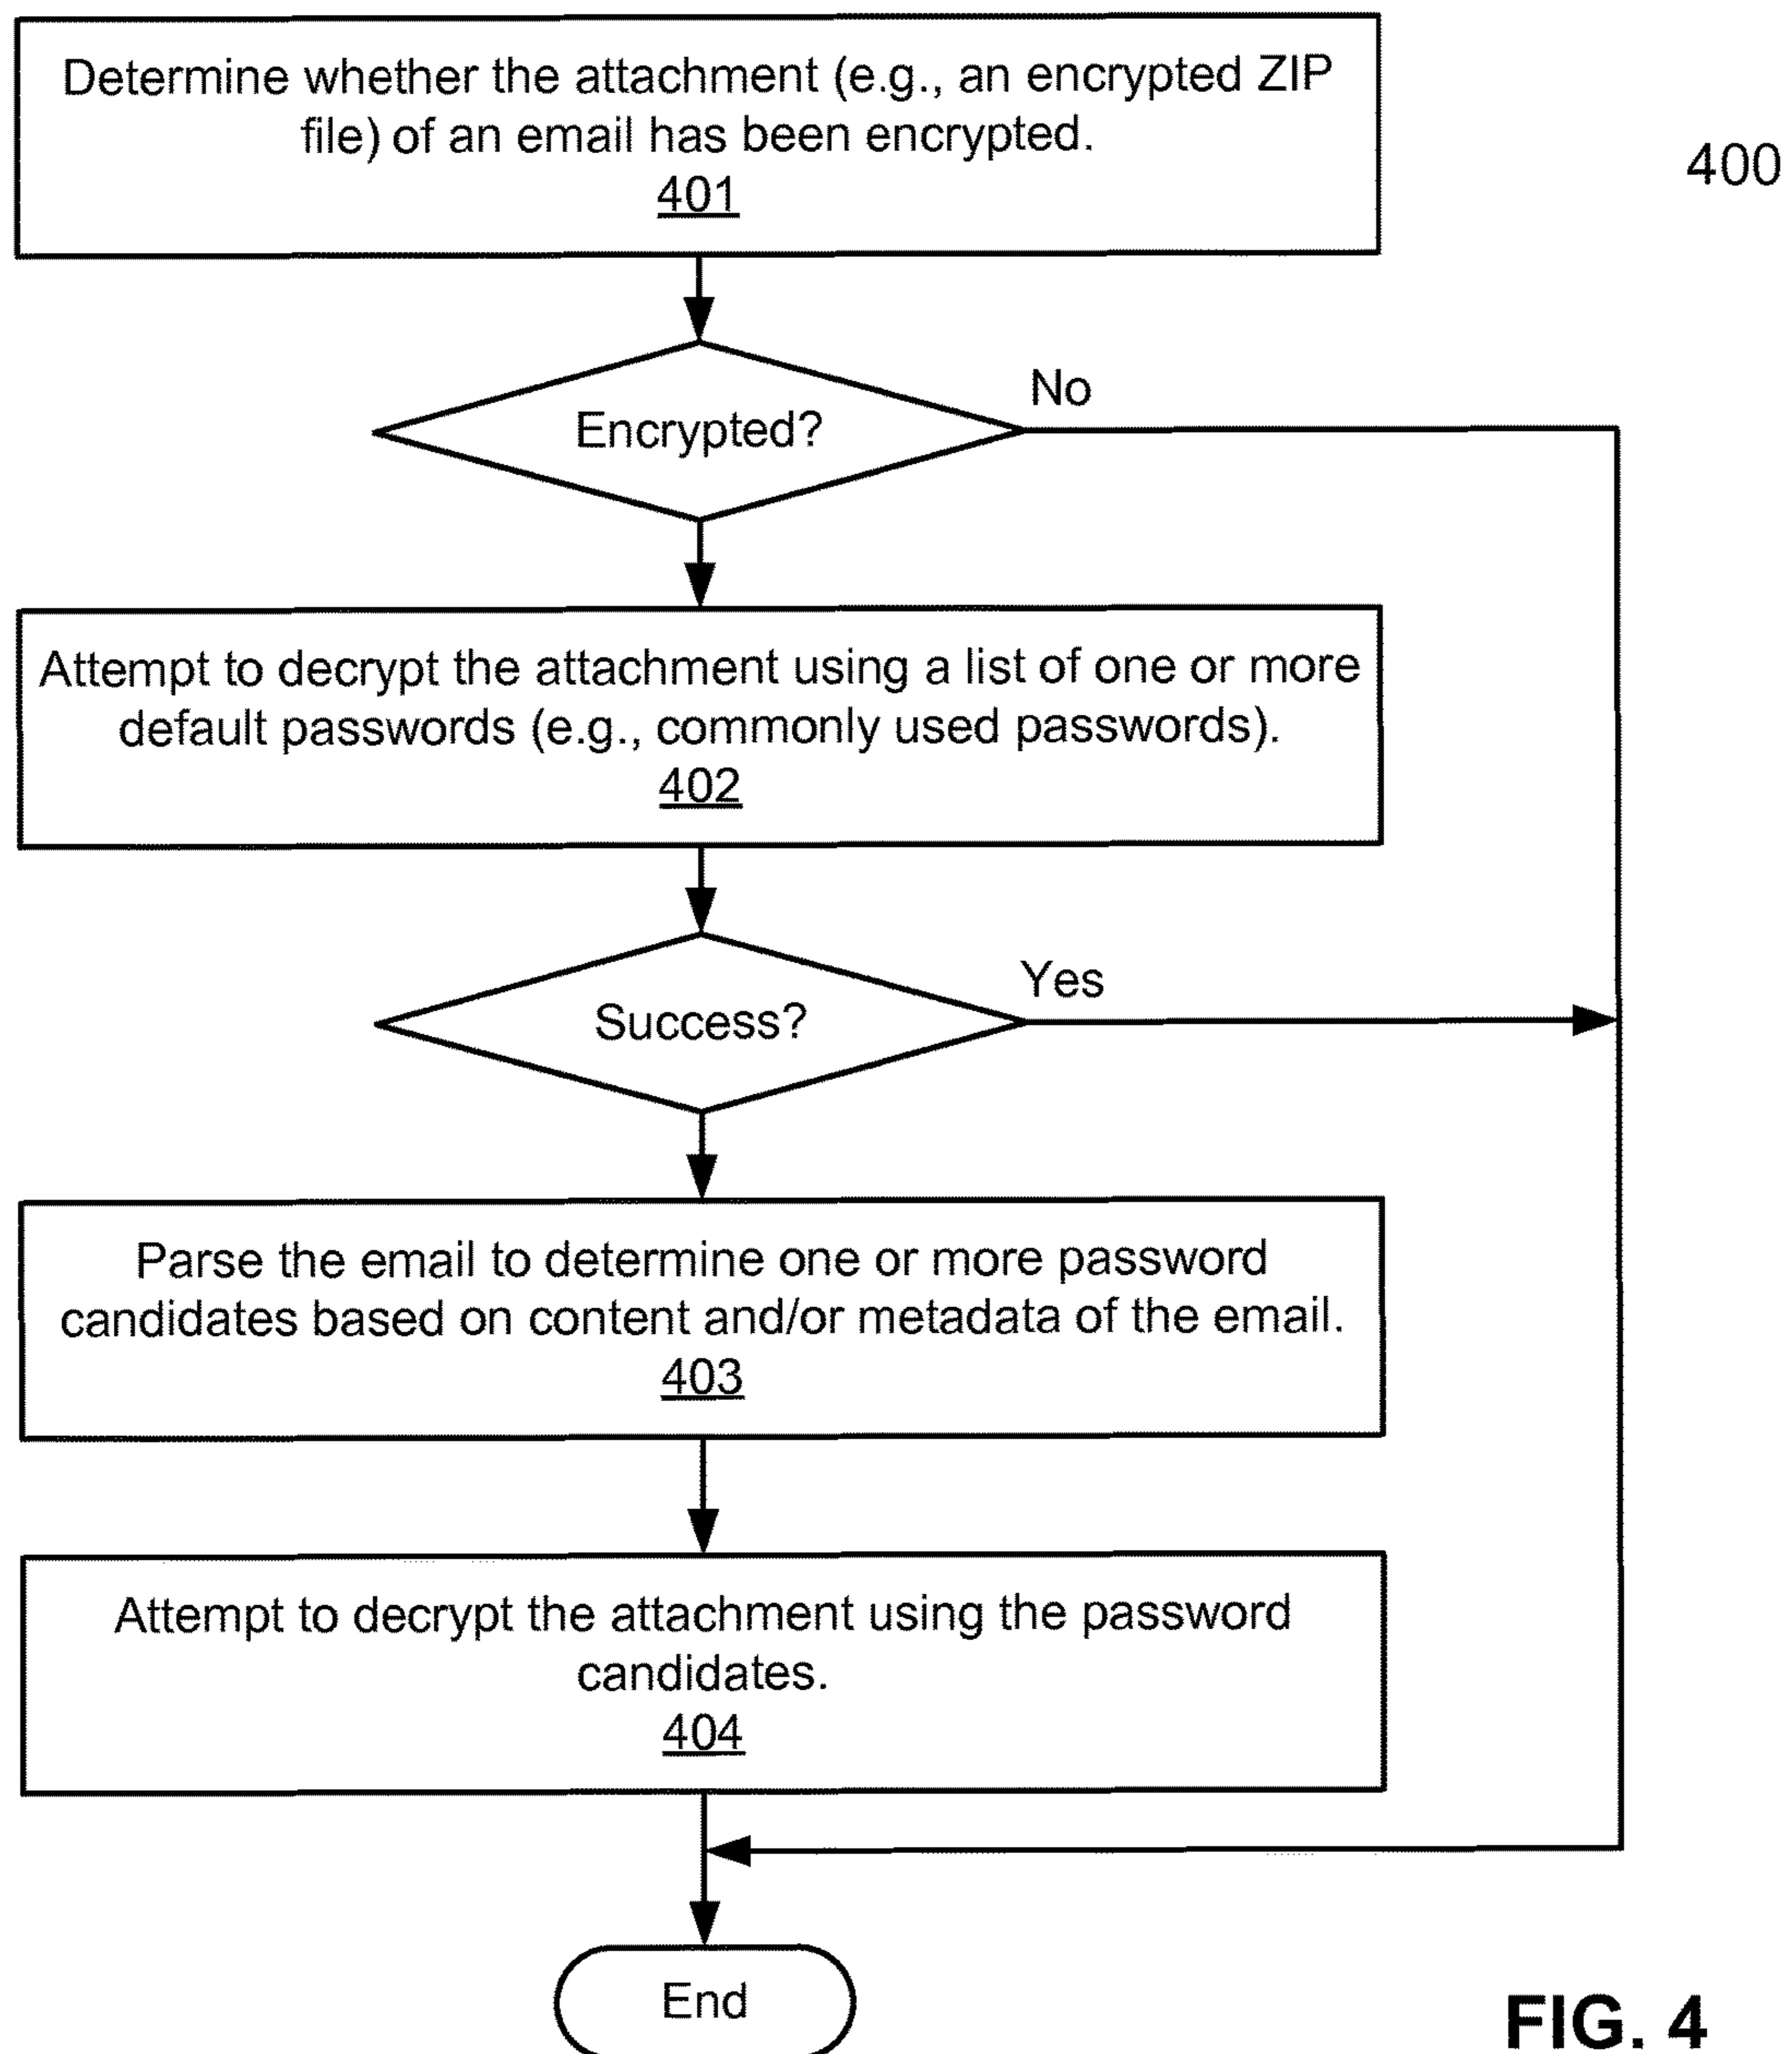 Determine whether the attachment (e.g., an encrypted ZIP
file) of an email has been encrypted.
401
400
No
Encrypted?
Attempt to decrypt the attachment using a list of one or more
default passwords (e.g., commonly used passwords).
402
Yes
Success?
Parse the email to determine one or more password
candidates based on content and/or metadata of the email.
403
Attempt to decrypt the attachment using the password
candidates.
404
End
FIG. 4